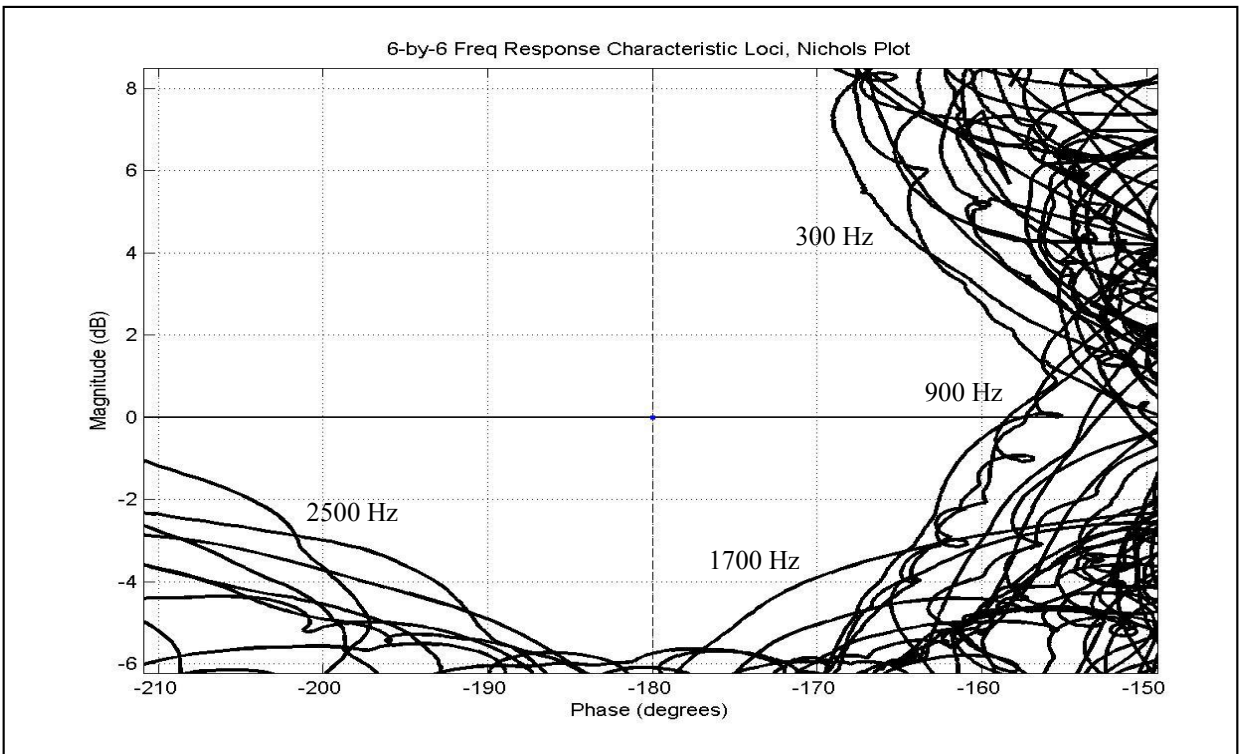 6-by-6 Freq Response Characteristic Loci, Nichols Plot
8
6
4
2
0
-2
-4
-6
Magnitude (dB)
300 Hz
900 Hz
2500 Hz
1700 Hz
-210
-200
-190
-180
-170
-160
-150
Phase (degrees)